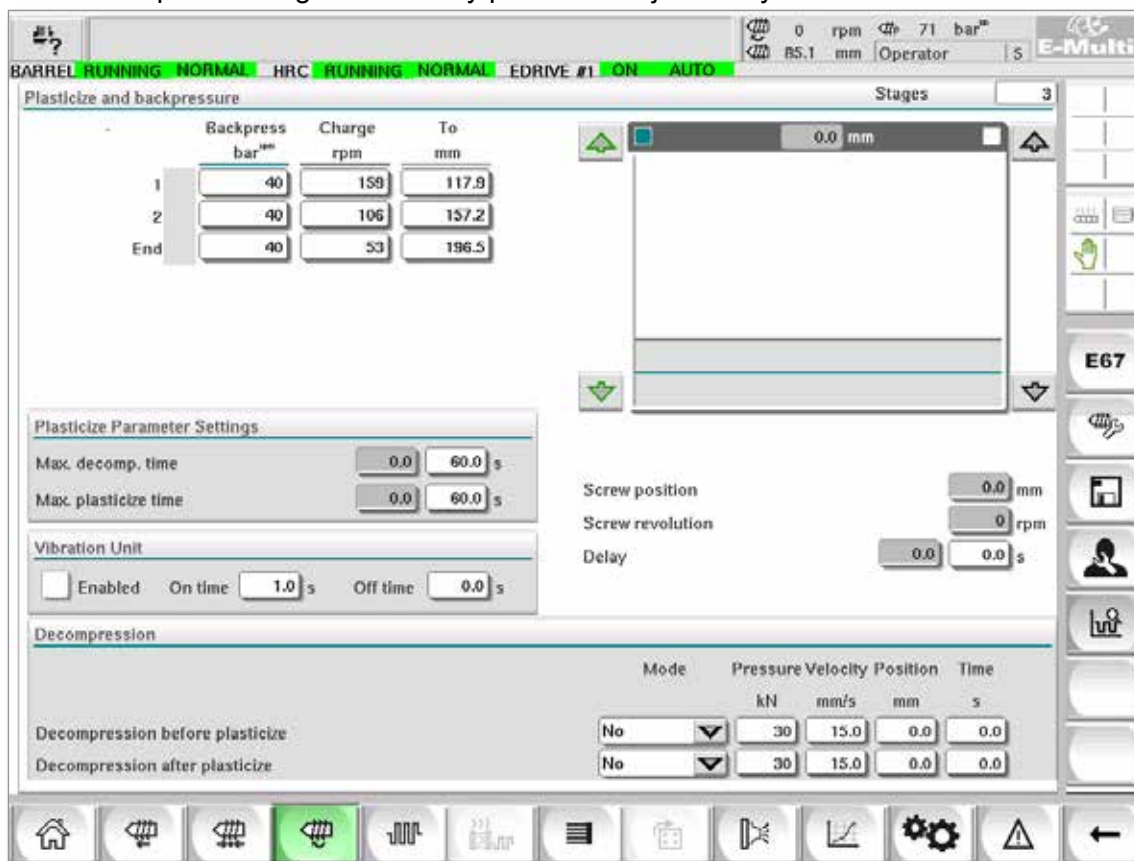 0 rpm 71 bar
85.1 mm Operator S E-Multi
BARREL RUNNING NORMAL HRC RUNNING NORMAL EDRIVE #1 ON AUTO
Plasticize and backpressure Stages 3
Backpress Charge To
bar rpm mm
0.0 mm
1 40 159 117.9
2 40 106 157.2
End 40 53 196.5
E67
Plasticize Parameter Settings
Max. decomp. time 0.0 60.0 s
Max. plasticize time 0.0 60.0 s
Screw position 0.0 mm
Screw revolution 0 rpm
Delay 0.0 0.0 s
Vibration Unit
Enabled On time 1.0 s Off time 0.0 s
Decompression
Mode Pressure Velocity Position Time
kN mm/s mm s
Decompression before plasticize No 30 15.0 0.0 0.0
Decompression after plasticize No 30 15.0 0.0 0.0